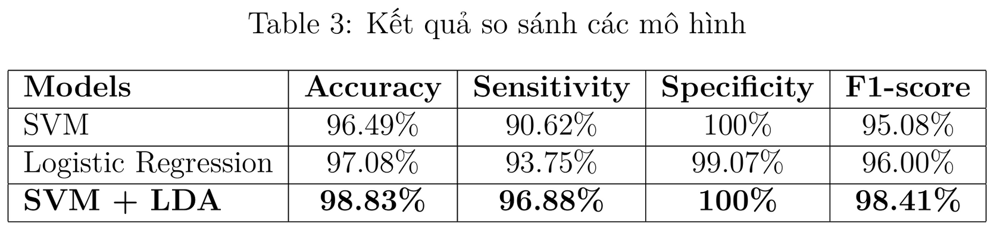 Table 3: Kết quả so sánh các mô hình
Models Accuracy Sensitivity Specificity F1-score
SVM 96.49% 90.62% 100% 95.08%
Logistic Regression 97.08% 93.75% 99.07% 96.00%
SVM + LDA 98.83% 96.88% 100% 98.41%